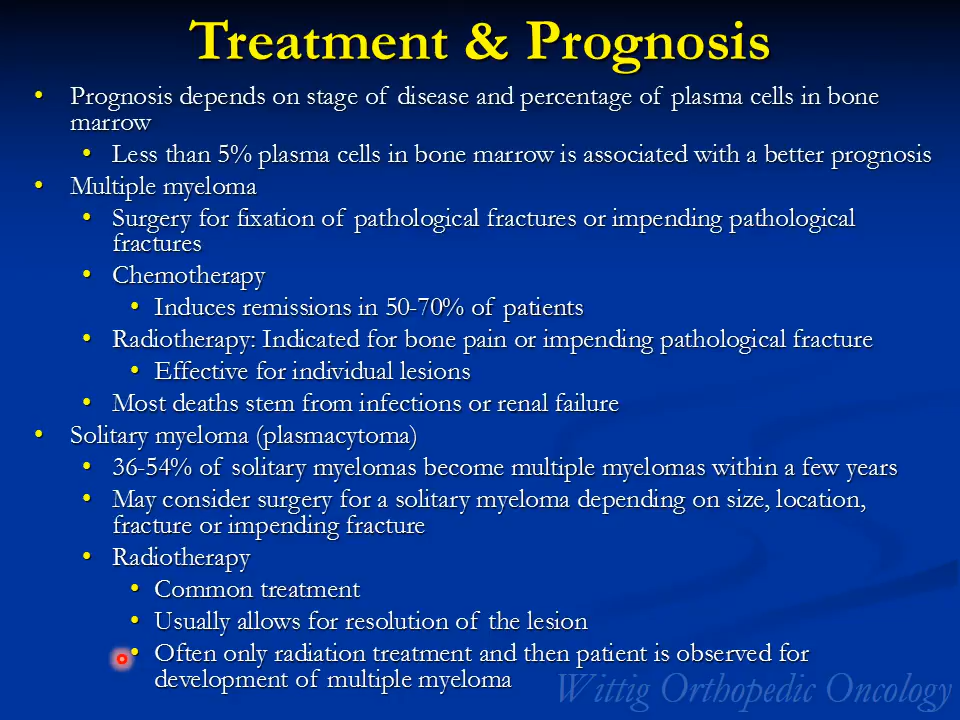 Treatment & Prognosis
• Prognosis depends on stage of disease and percentage of plasma cells in bone
marrow
• Less than 5% plasma cells in bone marrow is associated with a better prognosis
• Multiple myeloma
• Surgery for fixation of pathological fractures or impending pathological
fractures
• Chemotherapy
• Induces remissions in 50-70% of patients
• Radiotherapy: Indicated for bone pain or impending pathological fracture
• Effective for individual lesions
• Most deaths stem from infections or renal failure
• Solitary myeloma (plasmacytoma)
• 36-54% of solitary myelomas become multiple myelomas within a few years
• May consider surgery for a solitary myeloma depending on size, location,
fracture or impending fracture
• Radiotherapy
• Common treatment
• Usually allows for resolution of the lesion
• Often only radiation treatment and then patient is observed for
development of multiple myeloma
Wittig Orthopedic Oncology